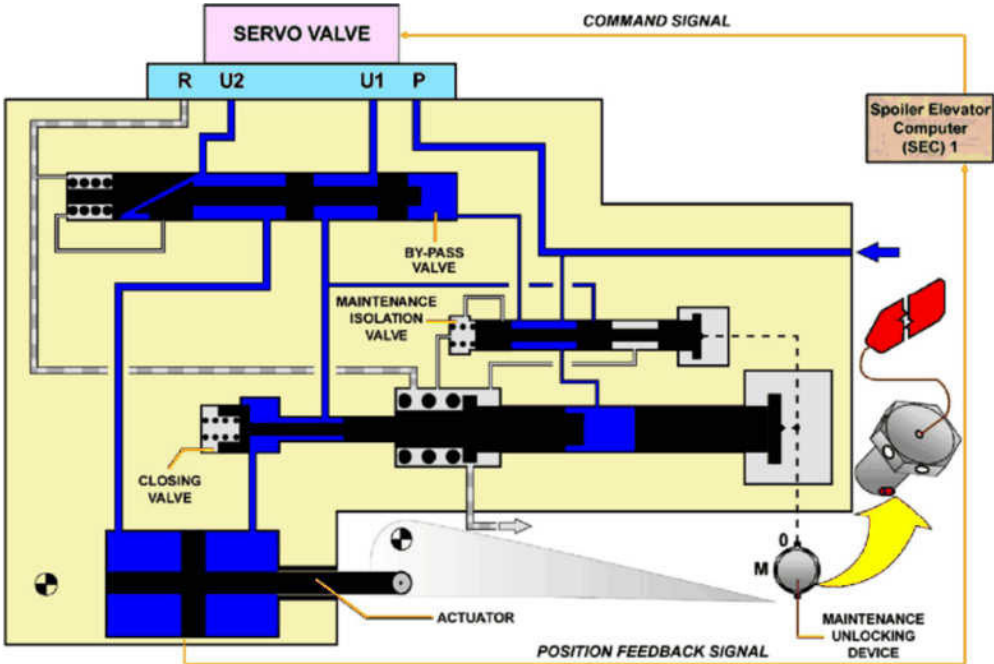 COMMAND SIGNAL
SERVO VALVE
R U2 U1 P
Spoiler Elevator
Computer
(SEC) 1
BY-PASS
VALVE
MAINTENANCE
ISOLATION
VALVE
CLOSING
VALVE
0
M
ACTUATOR
MAINTENANCE
UNLOCKING
DEVICE
POSITION FEEDBACK SIGNAL